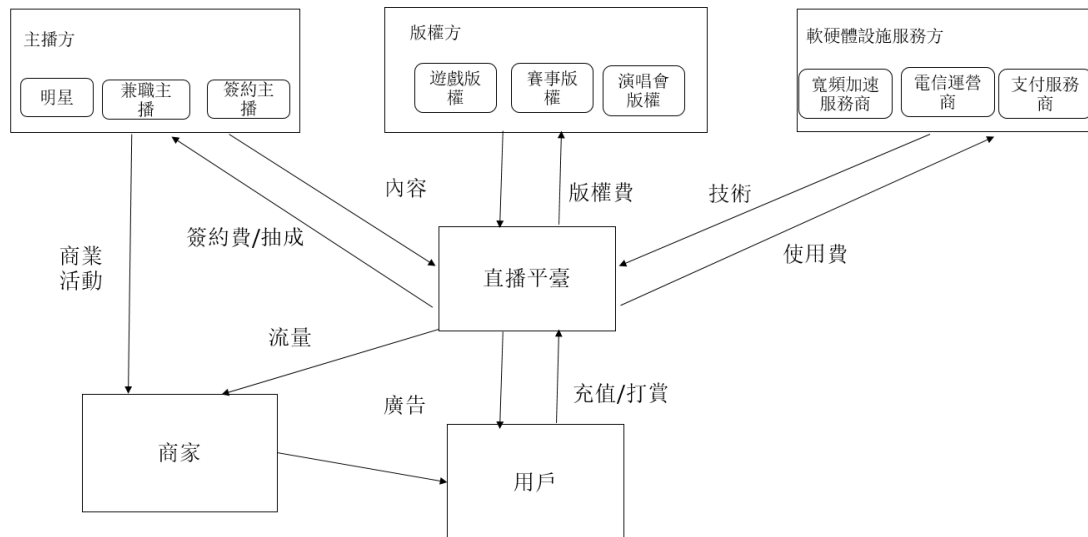 主播方
明星
兼職主播
簽約主播
版權方
遊戲版權
賽事版權
演唱會版權
軟硬體設施服務方
寬頻加速服務商
電信運營商
支付服務商
內容
版權費
技術
簽約費/抽成
使用費
商業活動
直播平臺
流量
廣告
充值/打賞
商家
用戶